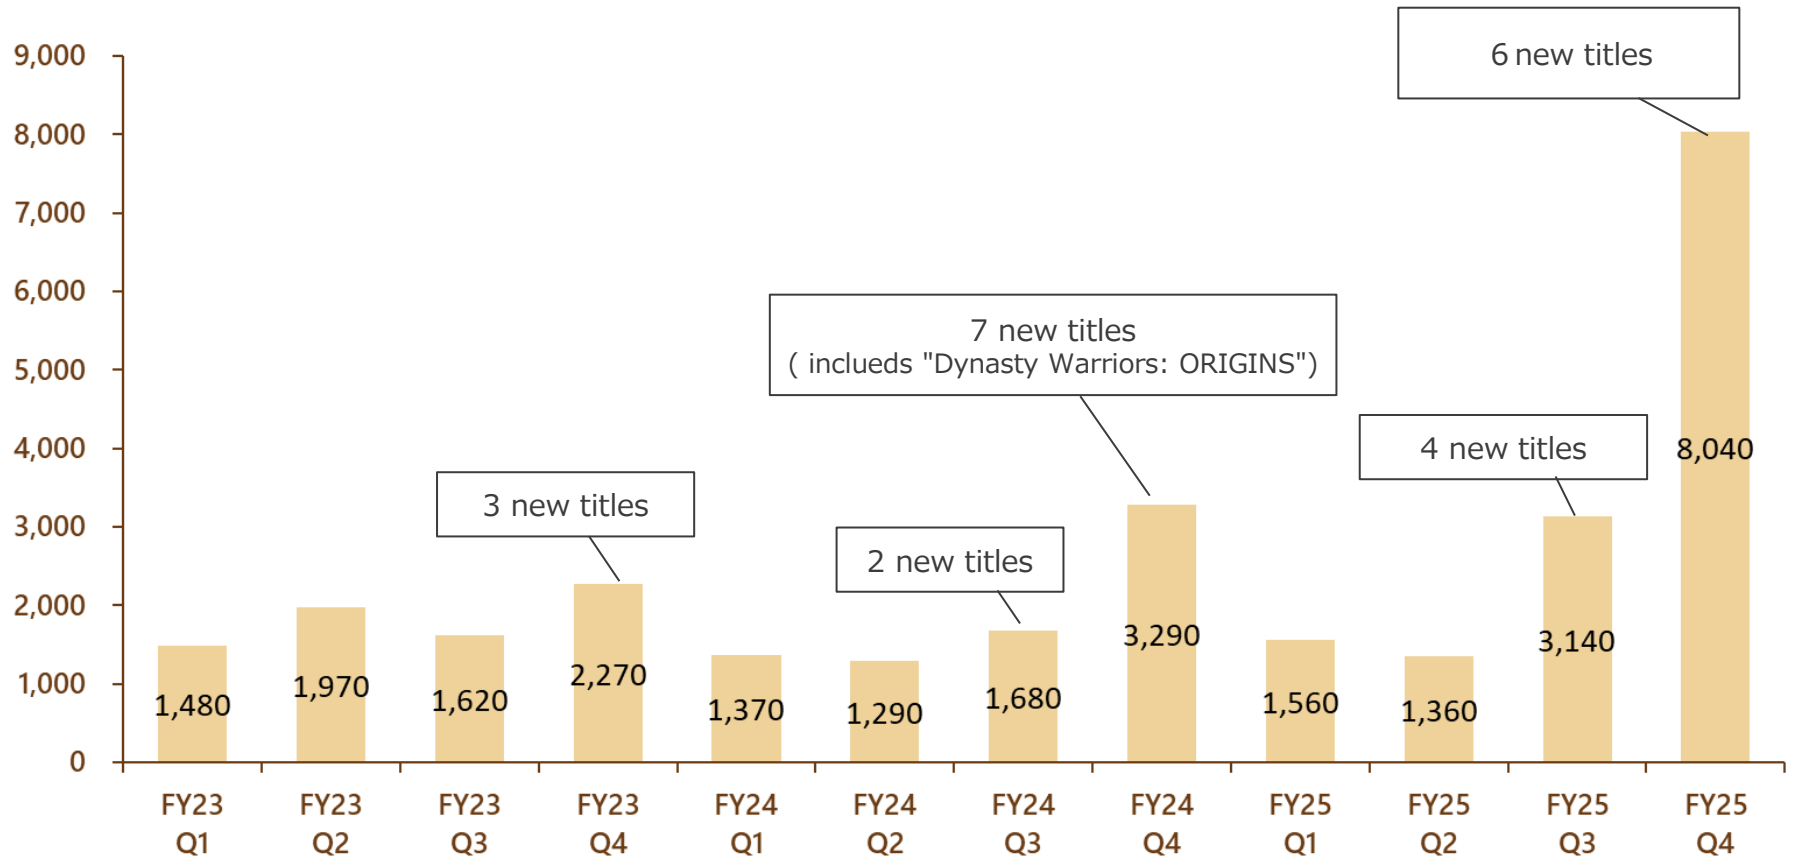 9,000
8,000
7,000
6,000
5,000
4,000
3,000
2,000
1,000
0
6 new titles
7 new titles
( inclueds "Dynasty Warriors: ORIGINS")
4 new titles
3 new titles
2 new titles
1,480
1,970
1,620
2,270
1,370
1,290
1,680
3,290
1,560
1,360
3,140
8,040
FY23
Q1
FY23
Q2
FY23
Q3
FY23
Q4
FY24
Q1
FY24
Q2
FY24
Q3
FY24
Q4
FY25
Q1
FY25
Q2
FY25
Q3
FY25
Q4